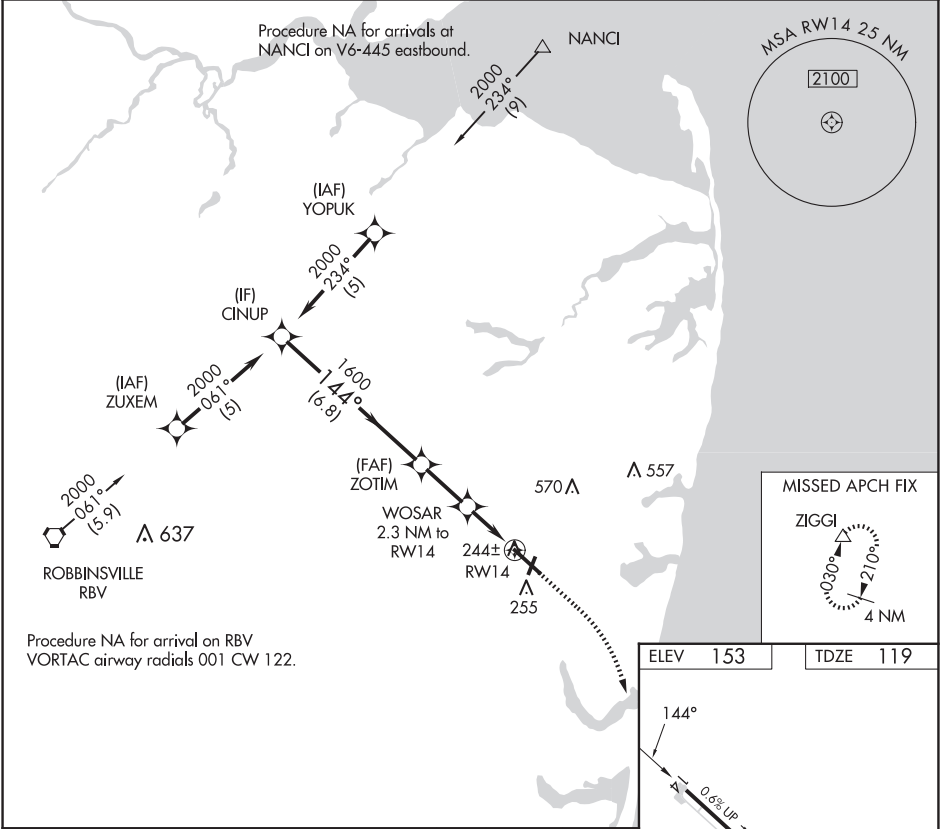 Procedure NA for arrivals at
NANCI on V6-445 eastbound.
NANCI
2000
234°
(9)
MSA RW14 25 NM
2100
(IAF)
YOPUK
2000
234°
(5)
(IF)
CINUP
(IAF)
ZUXEM
2000
061°
(5)
1600
144°
(6.8)
(FAF)
ZOTIM
WOSAR
2.3 NM to
RW14
570
557
244±
RW14
255
2000
061°
(5.9)
637
ROBBINSVILLE
RBV
Procedure NA for arrival on RBV
VORTAC airway radials 001 CW 122.
MISSED APCH FIX
ZIGGI
030°
210°
4 NM
ELEV 153
TDZE 119
144°
0.6% UP